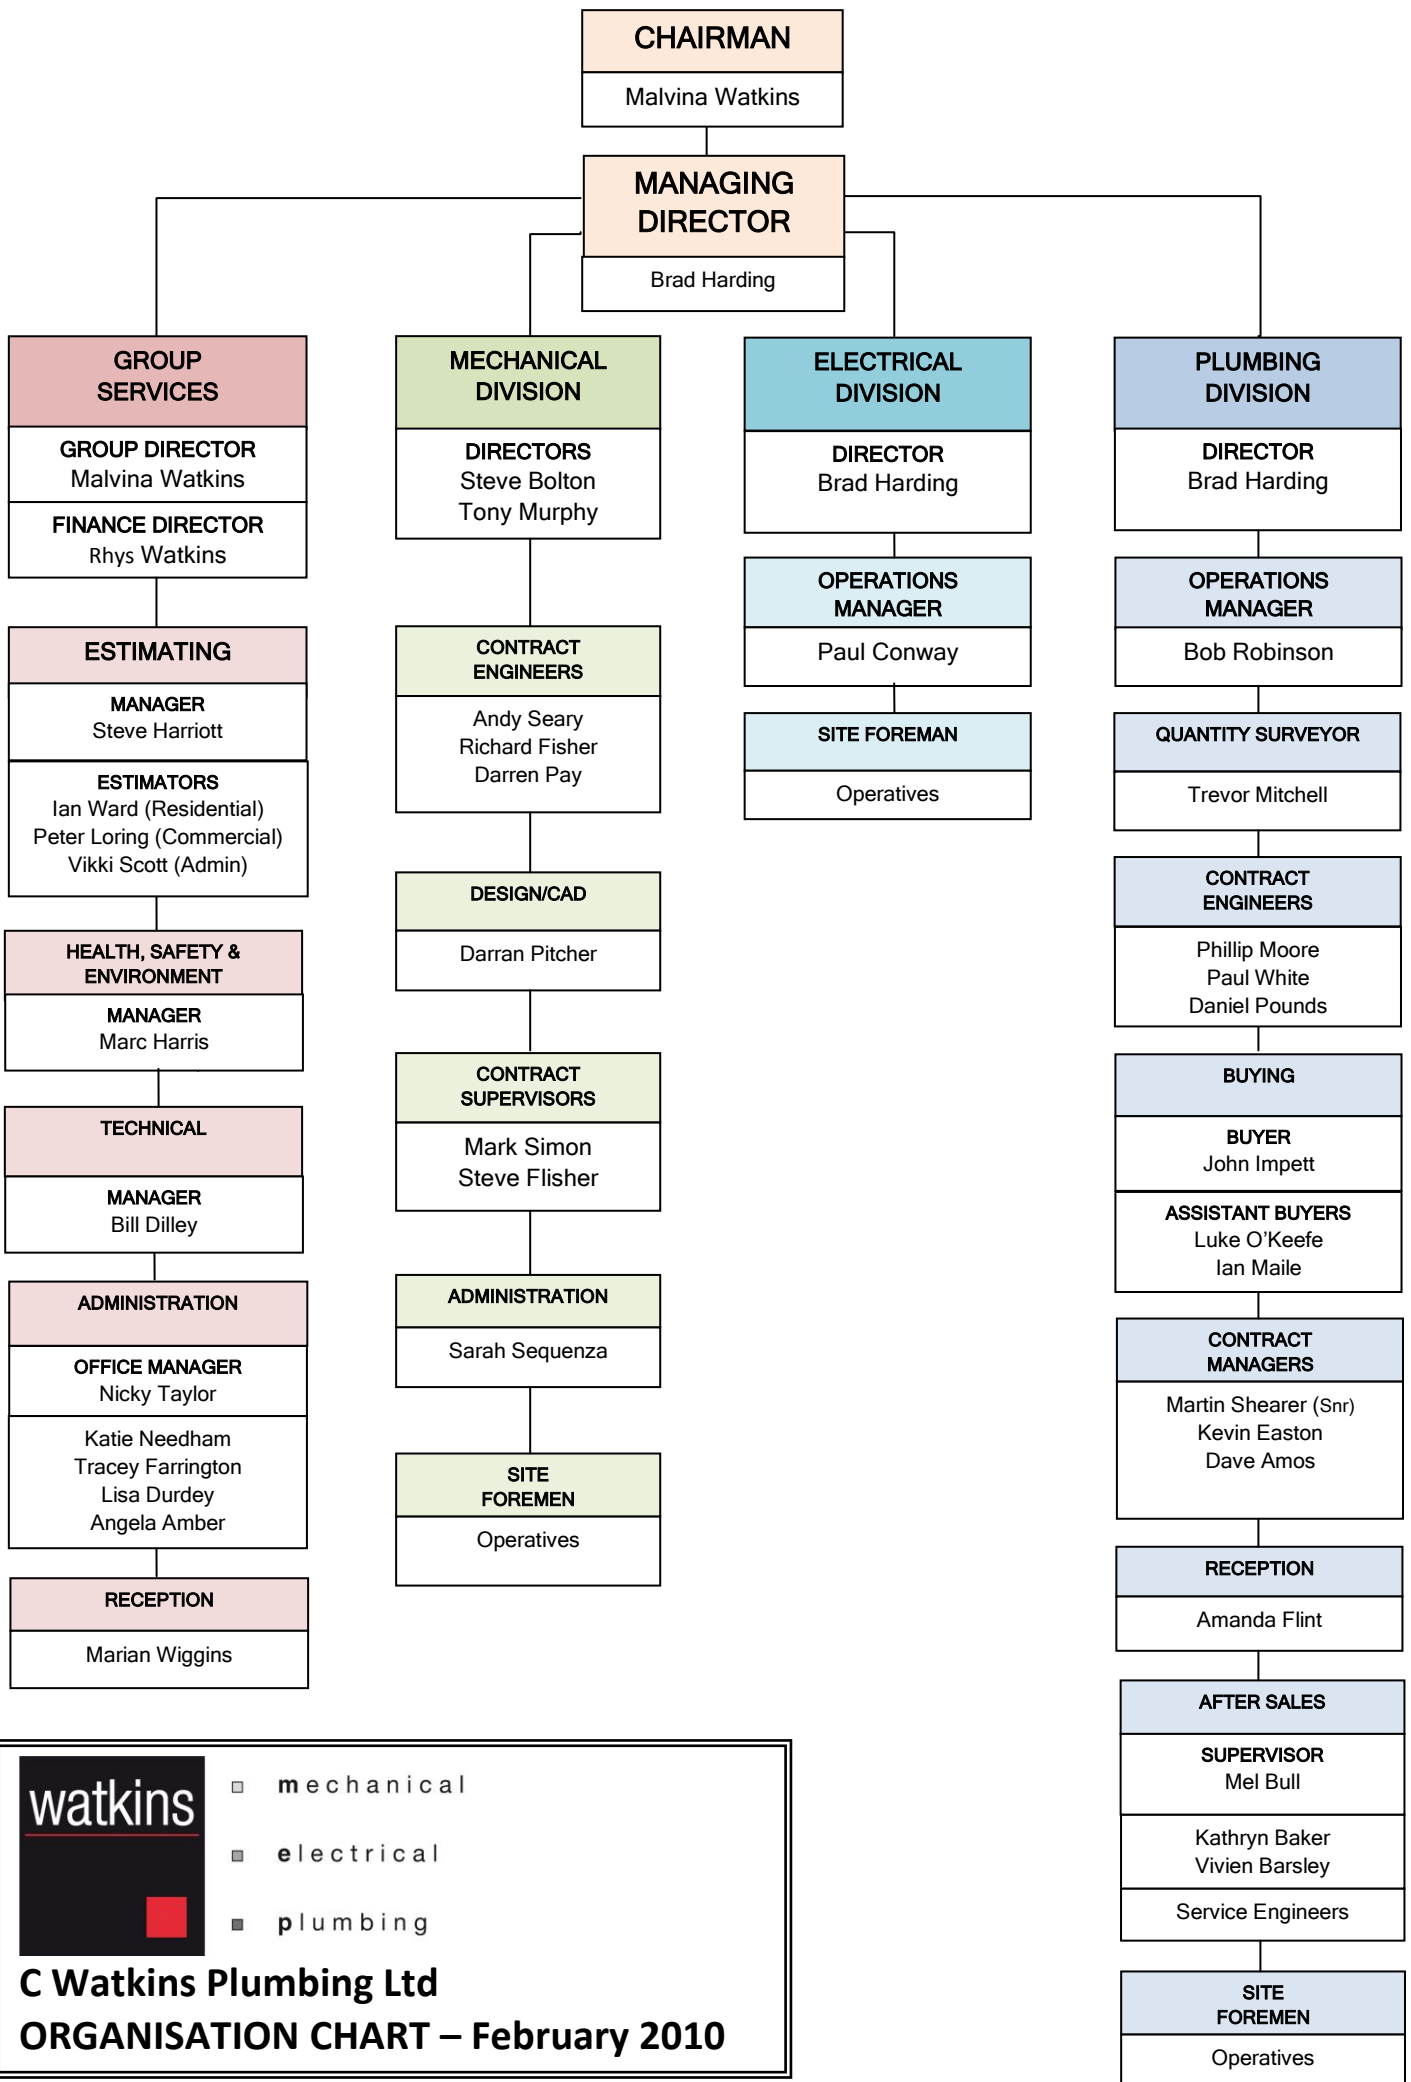 CHAIRMAN
Malvina Watkins
MANAGING
DIRECTOR
Brad Harding
GROUP
SERVICES
GROUP DIRECTOR
Malvina Watkins
FINANCE DIRECTOR
Rhys Watkins
ESTIMATING
MANAGER
Steve Harriott
ESTIMATORS
Ian Ward (Residential)
Peter Loring (Commercial)
Vikki Scott (Admin)
HEALTH, SAFETY &
ENVIRONMENT
MANAGER
Marc Harris
TECHNICAL
MANAGER
Bill Dilley
ADMINISTRATION
OFFICE MANAGER
Nicky Taylor
Katie Needham
Tracey Farrington
Lisa Durdey
Angela Amber
RECEPTION
Marian Wiggins
MECHANICAL
DIVISION
DIRECTORS
Steve Bolton
Tony Murphy
CONTRACT
ENGINEERS
Andy Seary
Richard Fisher
Darren Pay
DESIGN/CAD
Darran Pitcher
CONTRACT
SUPERVISORS
Mark Simon
Steve Flisher
ADMINISTRATION
Sarah Sequenza
SITE
FOREMEN
Operatives
ELECTRICAL
DIVISION
DIRECTOR
Brad Harding
OPERATIONS
MANAGER
Paul Conway
SITE FOREMAN
Operatives
PLUMBING
DIVISION
DIRECTOR
Brad Harding
OPERATIONS
MANAGER
Bob Robinson
QUANTITY SURVEYOR
Trevor Mitchell
CONTRACT
ENGINEERS
Phillip Moore
Paul White
Daniel Pounds
BUYING
BUYER
John Impett
ASSISTANT BUYERS
Luke O'Keefe
Ian Maile
CONTRACT
MANAGERS
Martin Shearer (Snr)
Kevin Easton
Dave Amos
RECEPTION
Amanda Flint
AFTER SALES
SUPERVISOR
Mel Bull
Kathryn Baker
Vivien Barsley
Service Engineers
SITE
FOREMEN
Operatives
watkins
mechanical
electrical
plumbing
C Watkins Plumbing Ltd
ORGANISATION CHART – February 2010